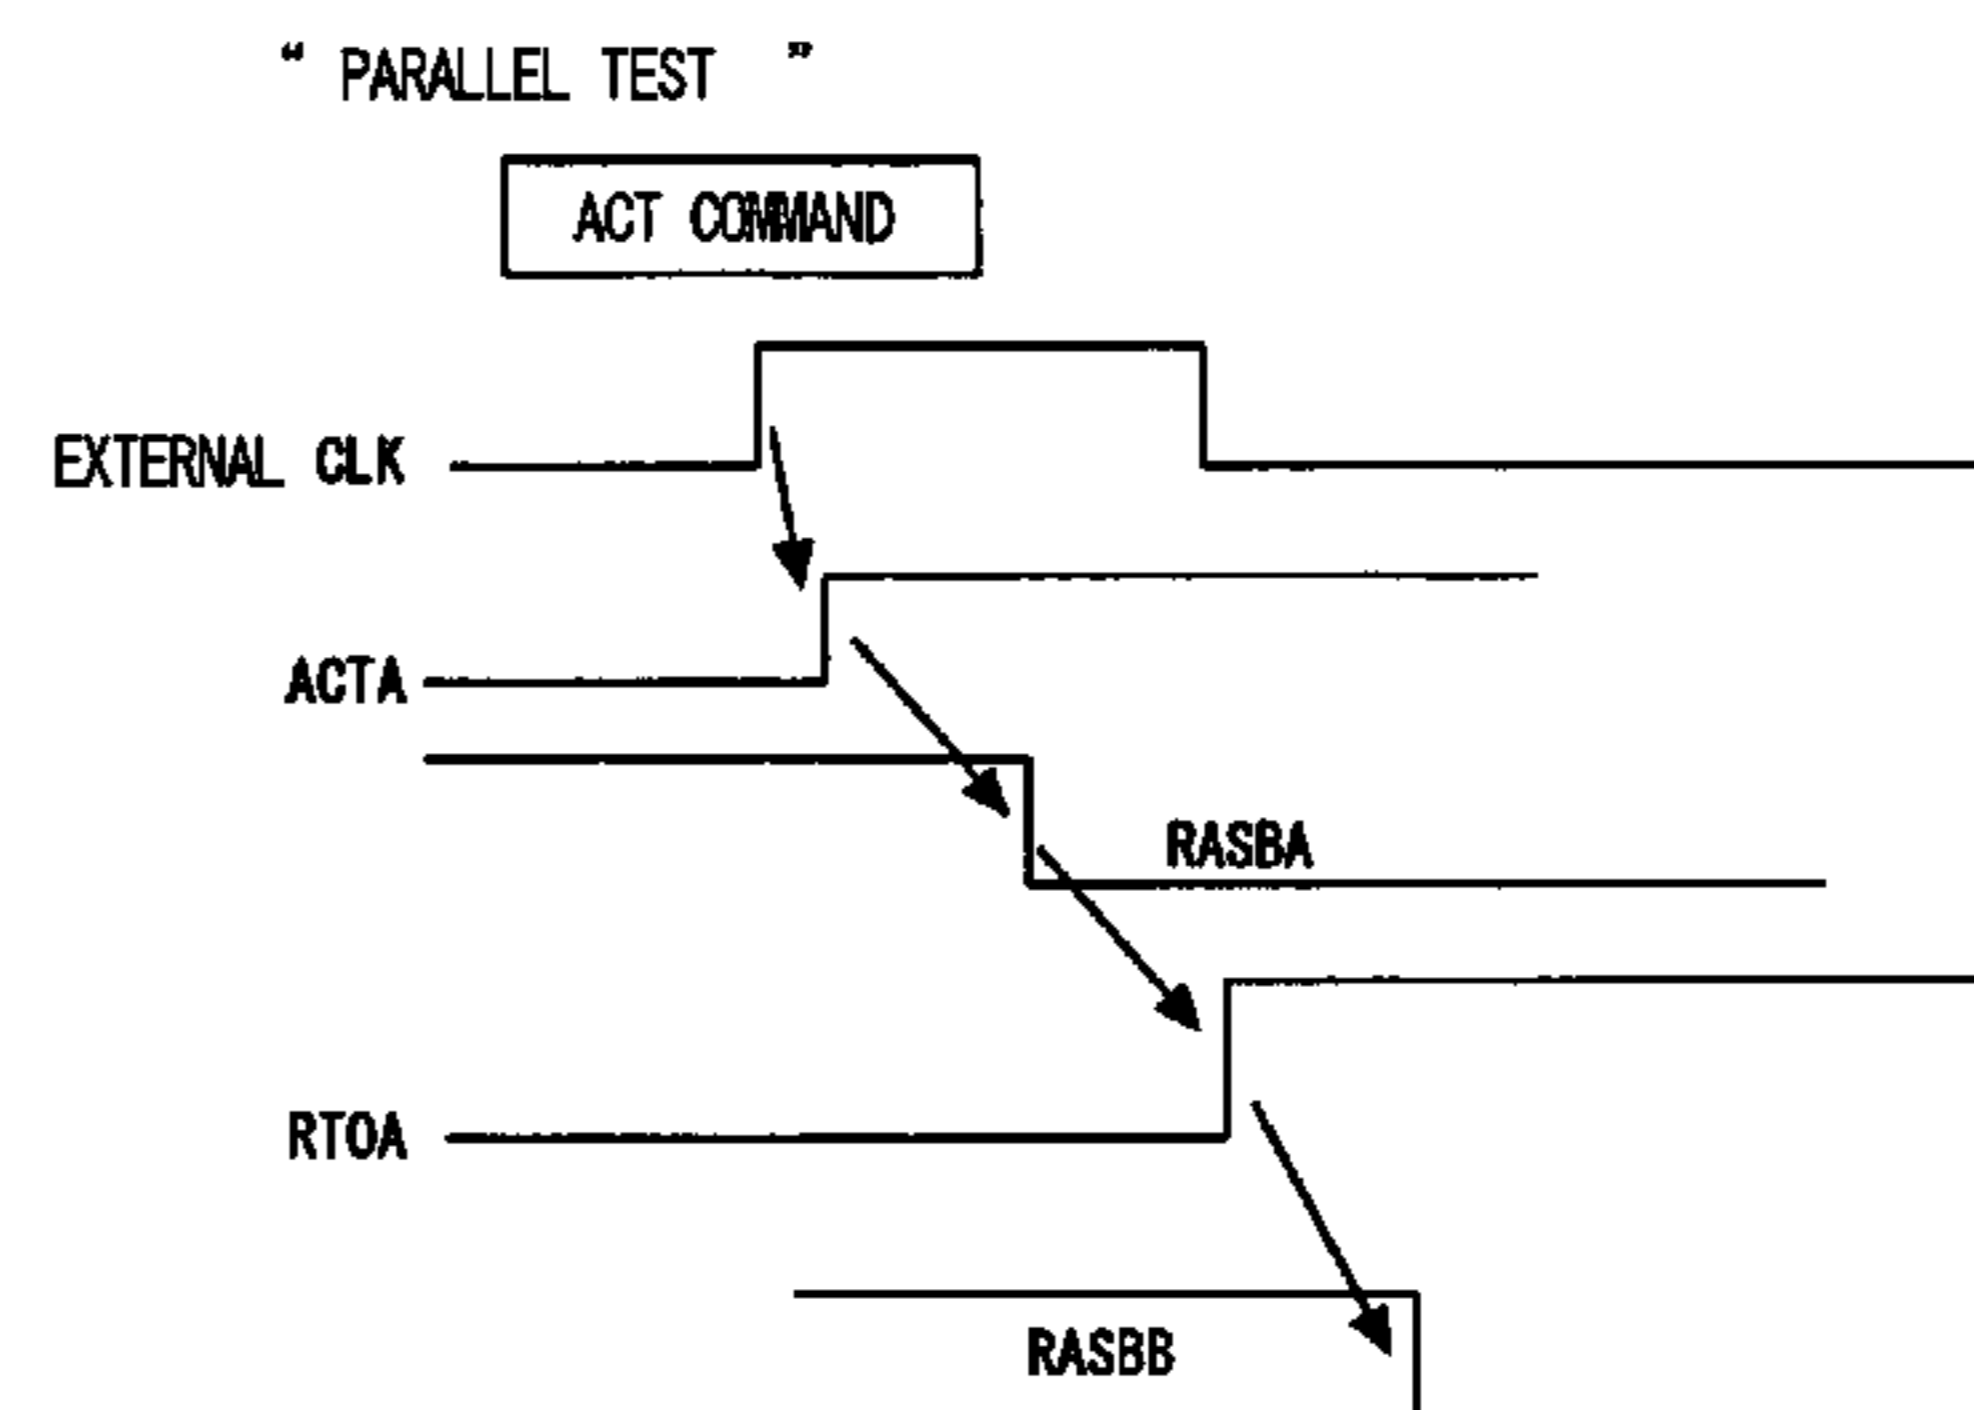 “ PARALLEL TEST ”
ACT COMMAND
EXTERNAL CLK
ACTA
RASBA
RTOA
RASBB